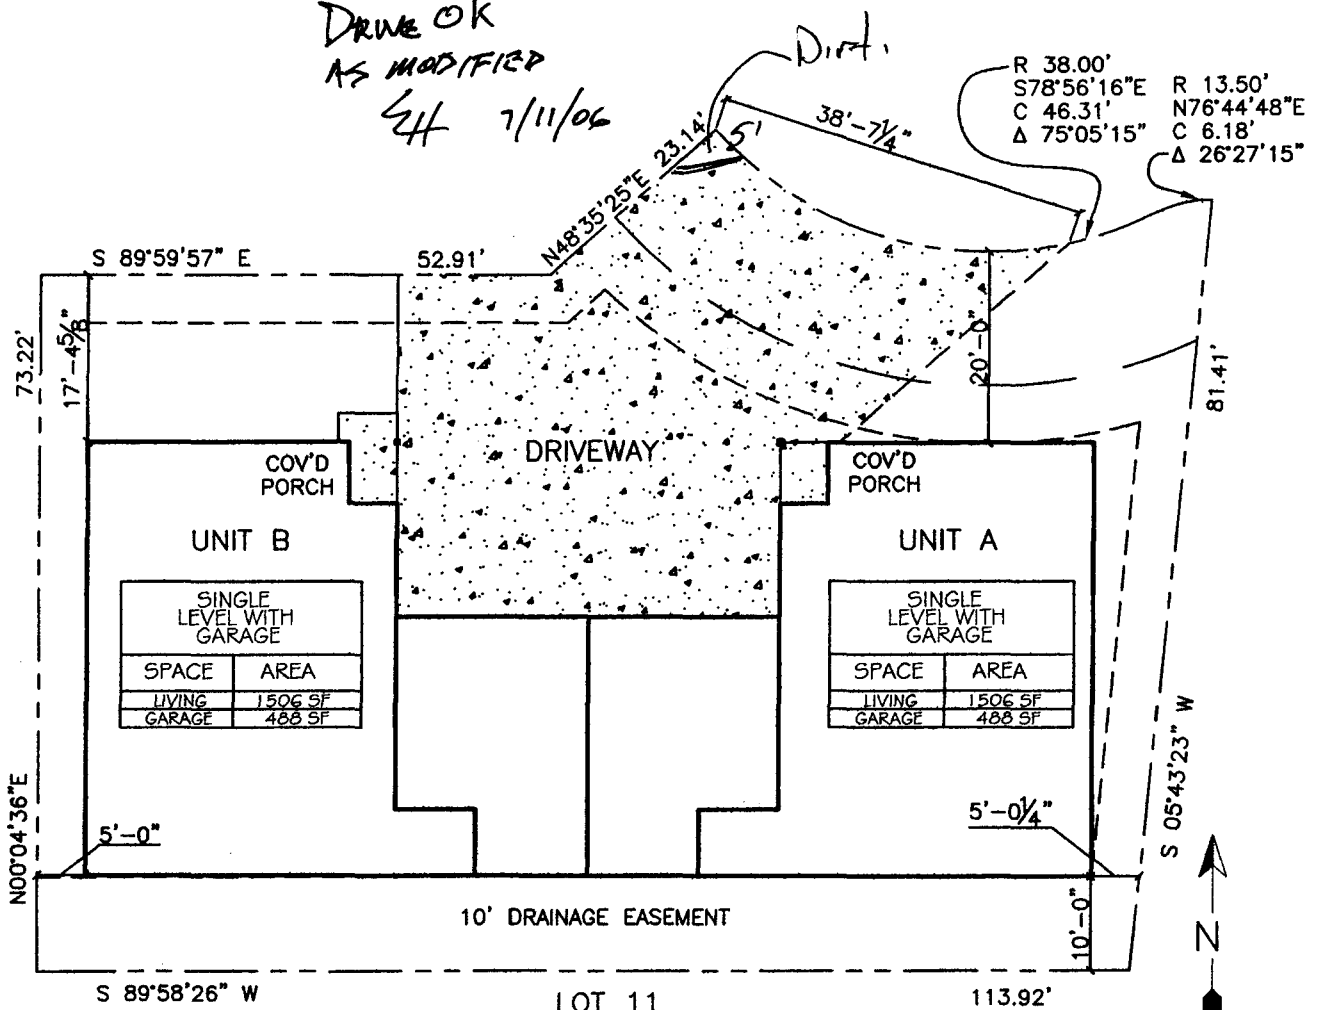 DRIVE OK
AS MODIFIED
7/11/06
Dirt.
5'
R 38.00'
S78°56'16"E
C 46.31'
Δ 75°05'15"
R 13.50'
N76°44'48"E
C 6.18'
Δ 26°27'15"
38'-7¼"
N48°35'25"E 23.14'
S 89°59'57" E
52.91'
73.22'
17'-4⅝"
20'-0"
81.41'
DRIVEWAY
COV'D
PORCH
COV'D
PORCH
UNIT B
UNIT A
SINGLE
LEVEL WITH
GARAGE
SPACE AREA
LIVING 1506 SF
GARAGE 488 SF
SINGLE
LEVEL WITH
GARAGE
SPACE AREA
LIVING 1506 SF
GARAGE 488 SF
N00°04'36"E
5'-0"
5'-0¼"
S 05°43'23" W
10' DRAINAGE EASEMENT
10'-0"
N
S 89°58'26" W
LOT 11
113.92'